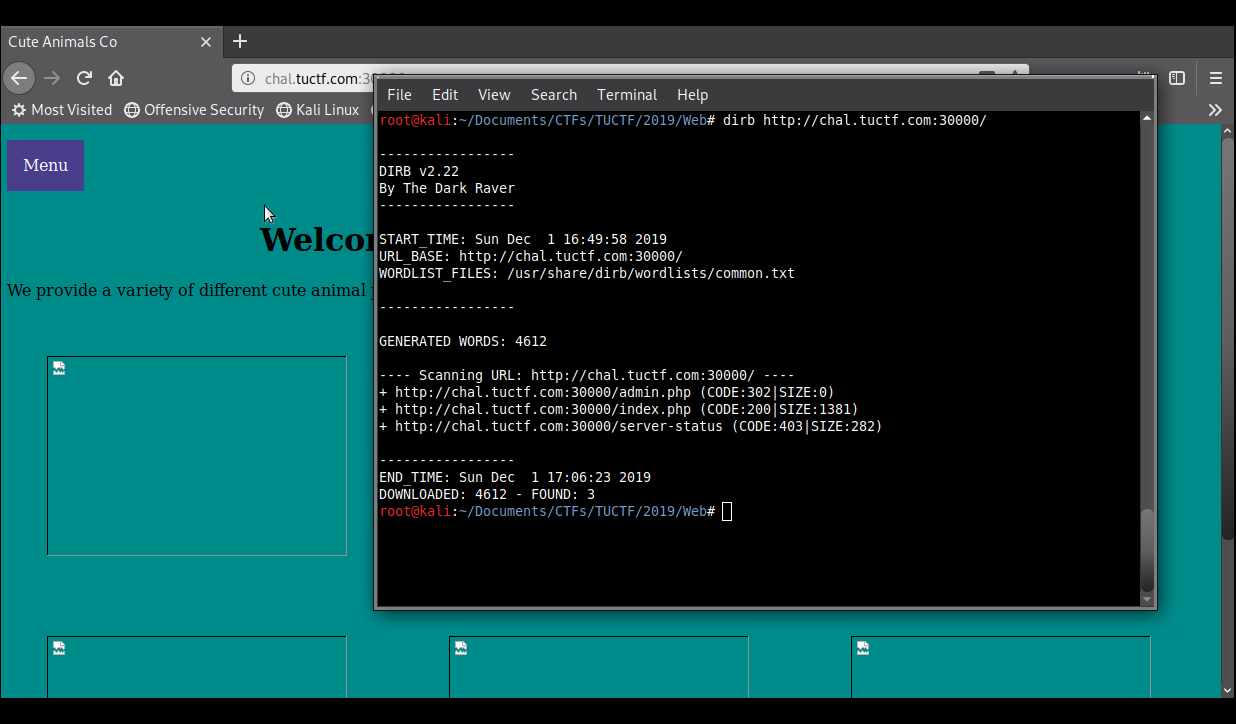 Cute Animals Co
chal.tuctf.com:30000
Most Visited Offensive Security Kali Linux
Menu
Welcom
We provide a variety of different cute animal
File Edit View Search Terminal Help
root@kali:~/Documents/CTFs/TUCTF/2019/Web# dirb http://chal.tuctf.com:30000/
-----------------
DIRB v2.22
By The Dark Raver
-----------------
START_TIME: Sun Dec  1 16:49:58 2019
URL_BASE: http://chal.tuctf.com:30000/
WORDLIST_FILES: /usr/share/dirb/wordlists/common.txt
-----------------
GENERATED WORDS: 4612
---- Scanning URL: http://chal.tuctf.com:30000/ ----
+ http://chal.tuctf.com:30000/admin.php (CODE:302|SIZE:0)
+ http://chal.tuctf.com:30000/index.php (CODE:200|SIZE:1381)
+ http://chal.tuctf.com:30000/server-status (CODE:403|SIZE:282)
-----------------
END_TIME: Sun Dec  1 17:06:23 2019
DOWNLOADED: 4612 - FOUND: 3
root@kali:~/Documents/CTFs/TUCTF/2019/Web#